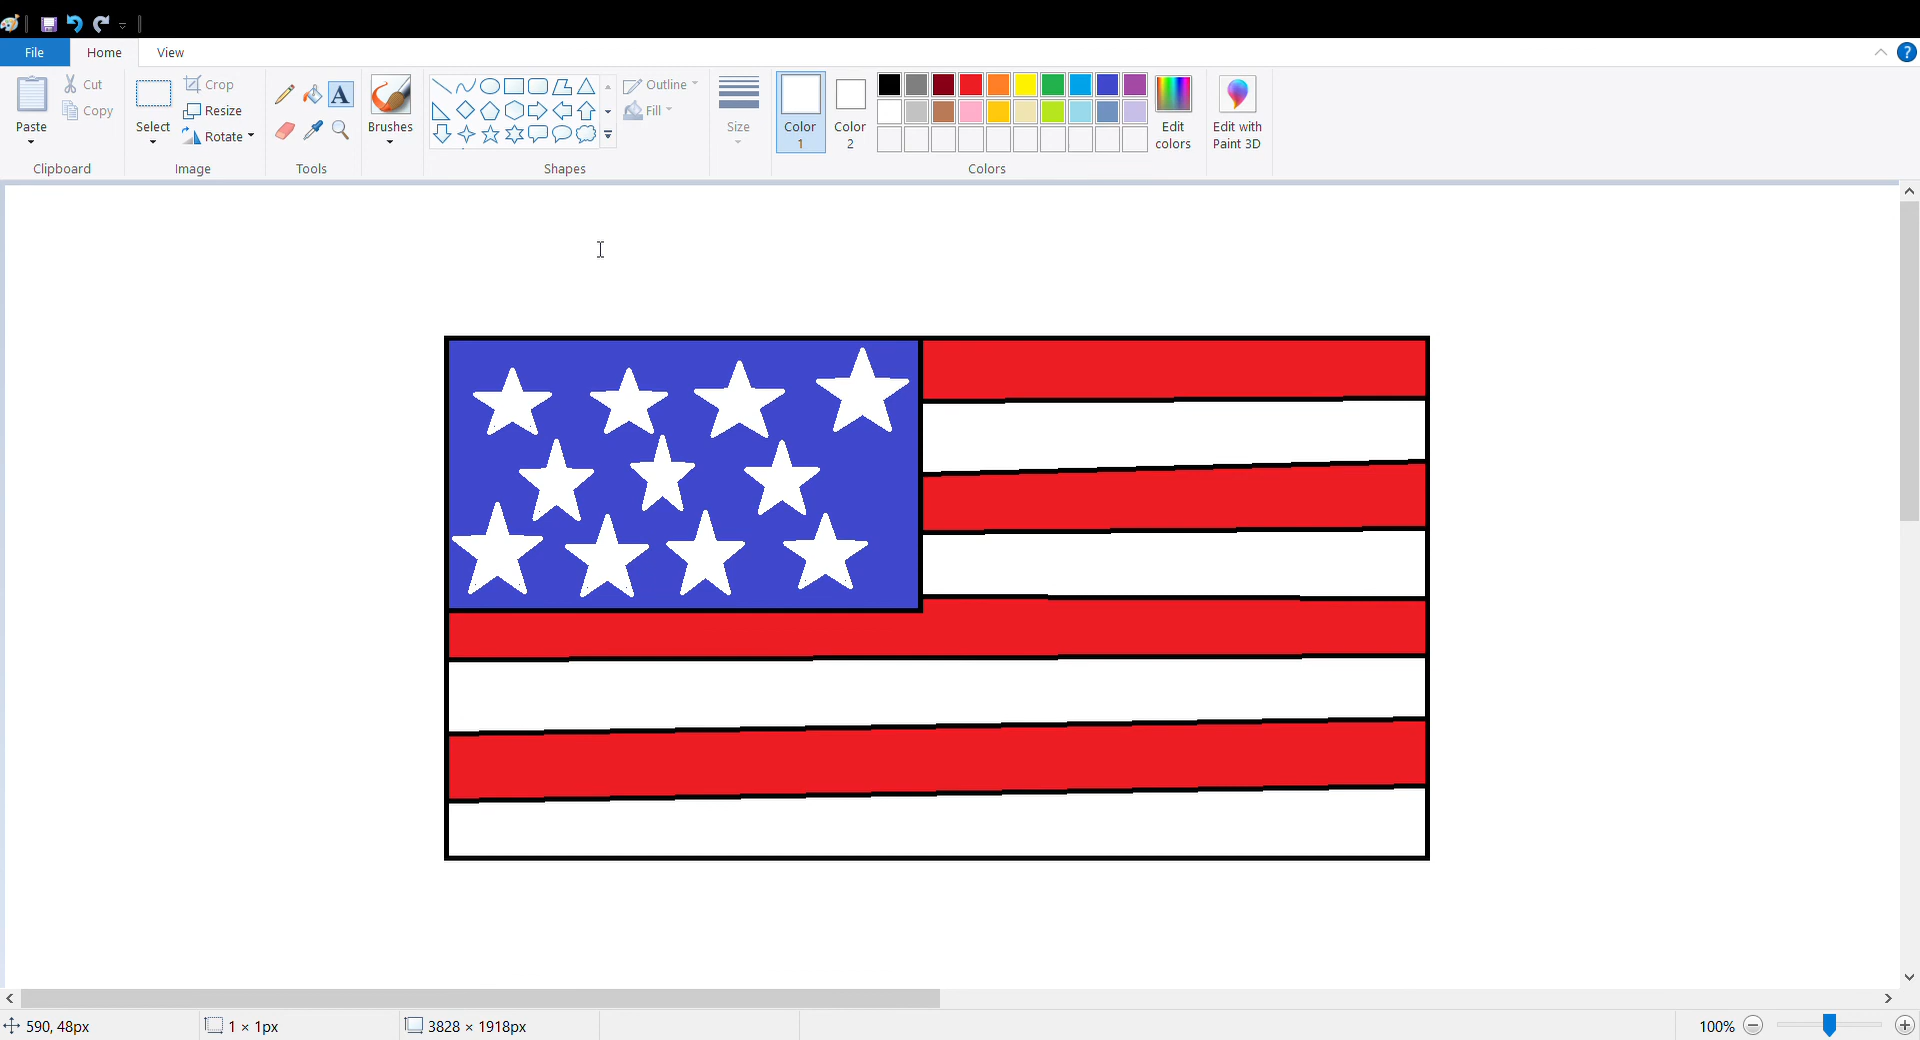 File Home View ?
Paste Cut Copy Clipboard
Select Crop Resize Rotate Image
A Tools
Brushes
Outline Fill Shapes
Size
Color 1 Color 2 Edit colors Colors
Edit with Paint 3D
590, 48px 1 × 1px 3828 × 1918px 100%